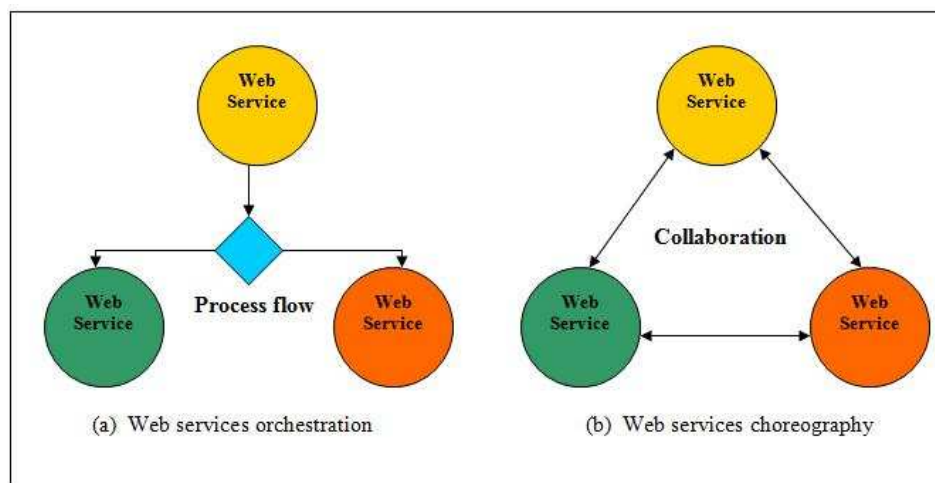 Web
Service
Web
Service
Process flow
Web
Service
(a) Web services orchestration
Web
Service
Collaboration
Web
Service
Web
Service
(b) Web services choreography